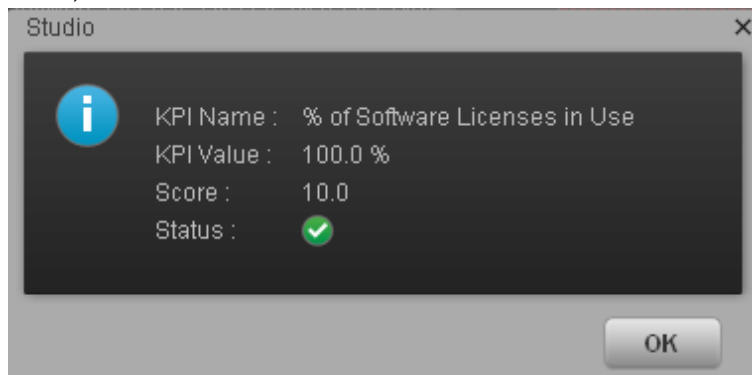 Studio
KPI Name : % of Software Licenses in Use
KPI Value : 100.0 %
Score : 10.0
Status :
OK